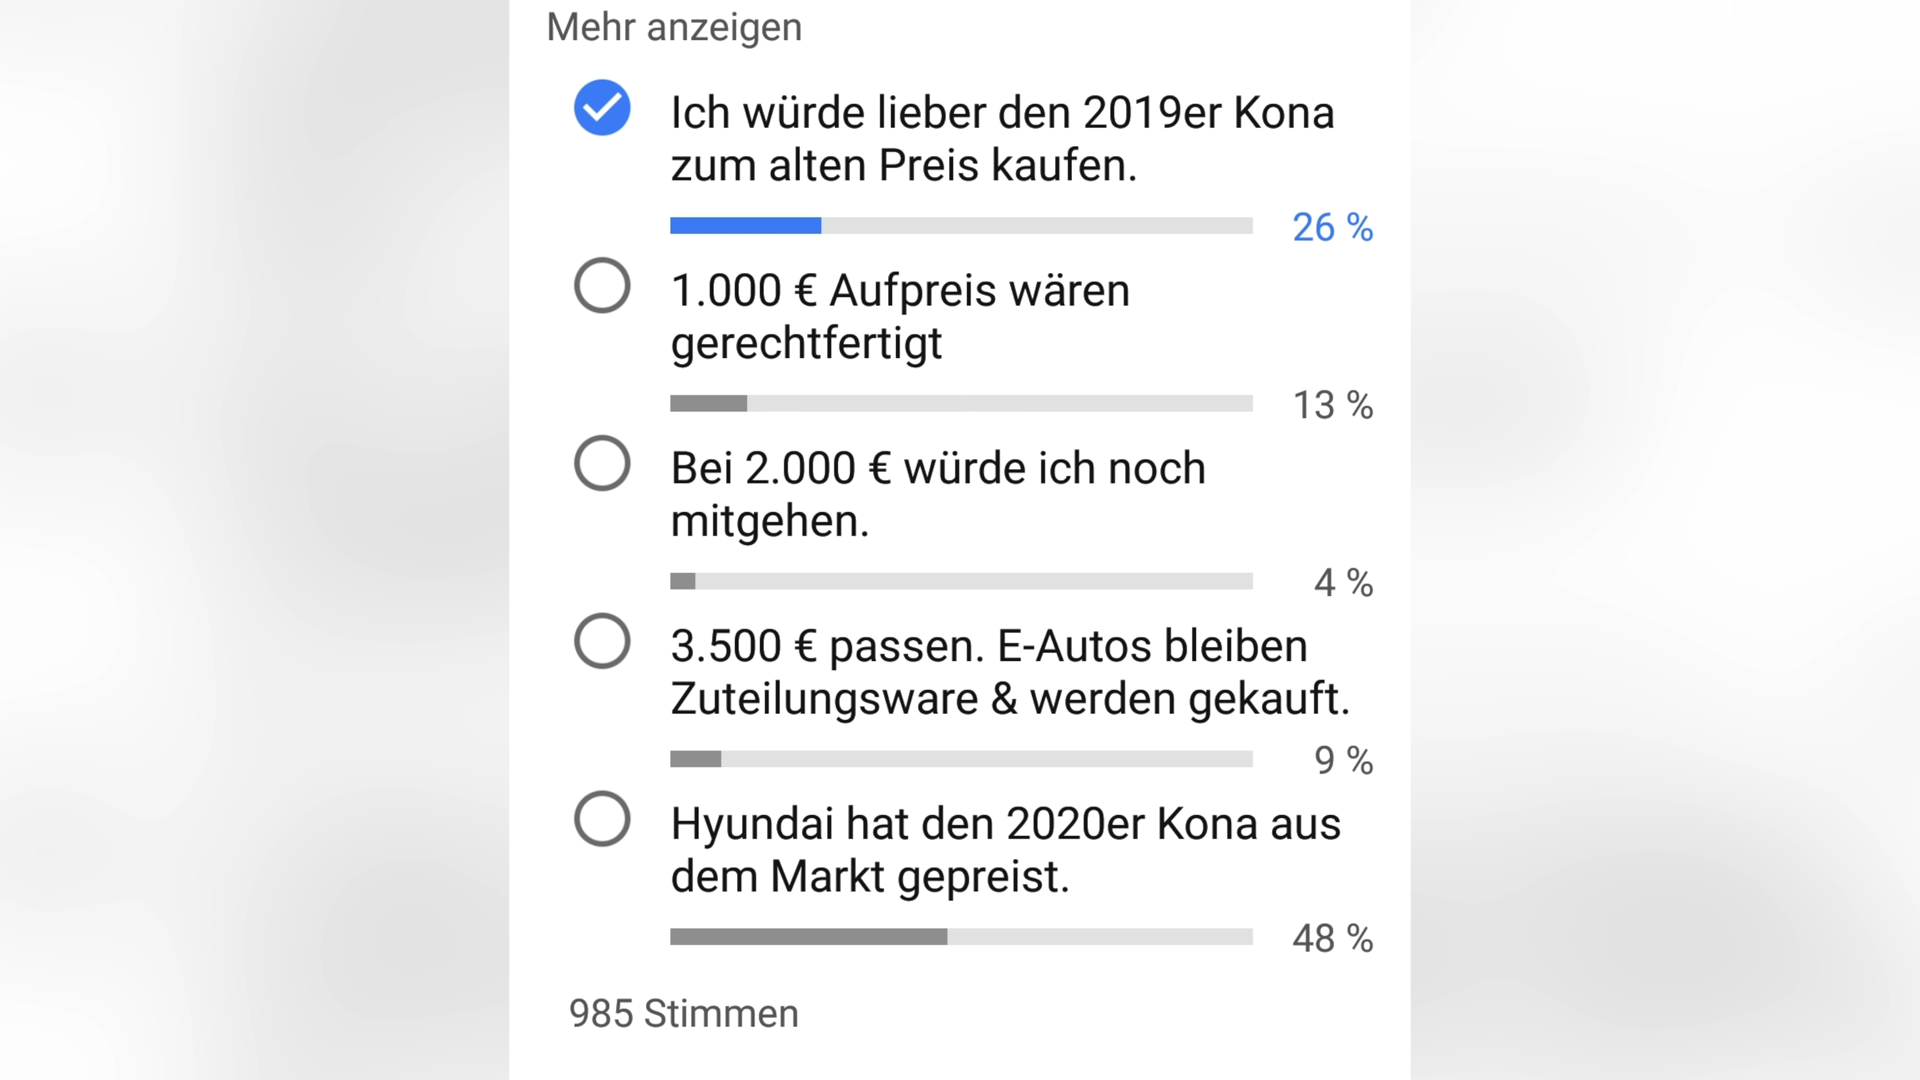 Mehr anzeigen
Ich würde lieber den 2019er Kona
zum alten Preis kaufen.
26 %
1.000 € Aufpreis wären
gerechtfertigt
13 %
Bei 2.000 € würde ich noch
mitgehen.
4 %
3.500 € passen. E-Autos bleiben
Zuteilungsware & werden gekauft.
9 %
Hyundai hat den 2020er Kona aus
dem Markt gepreist.
48 %
985 Stimmen